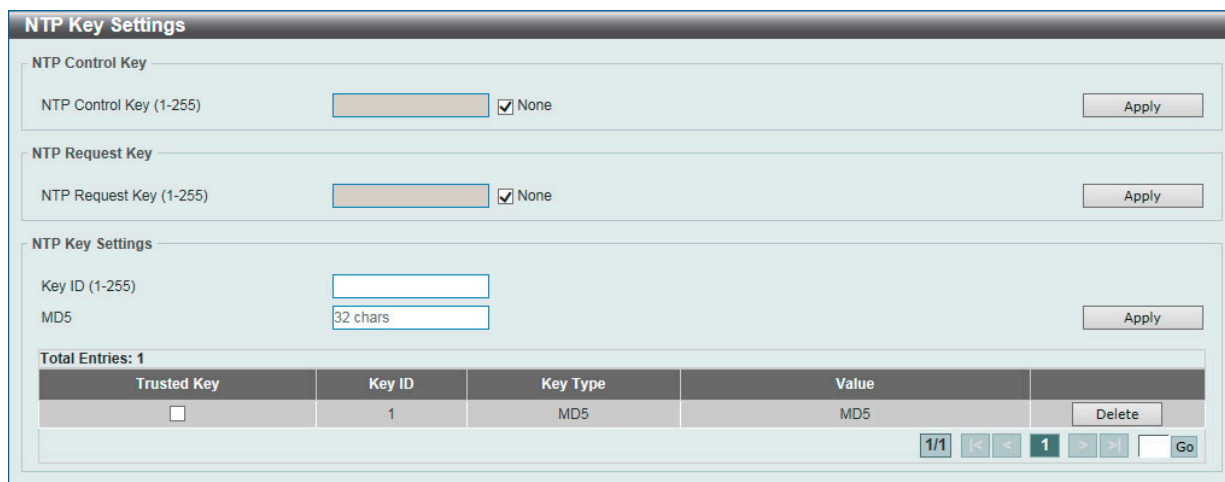 NTP Key Settings
NTP Control Key
NTP Control Key (1-255) None Apply
NTP Request Key
NTP Request Key (1-255) None Apply
NTP Key Settings
Key ID (1-255)
MD5 32 chars Apply
Total Entries: 1
Trusted Key Key ID Key Type Value
1 MD5 MD5 Delete
1/1 |< < 1 > >| Go